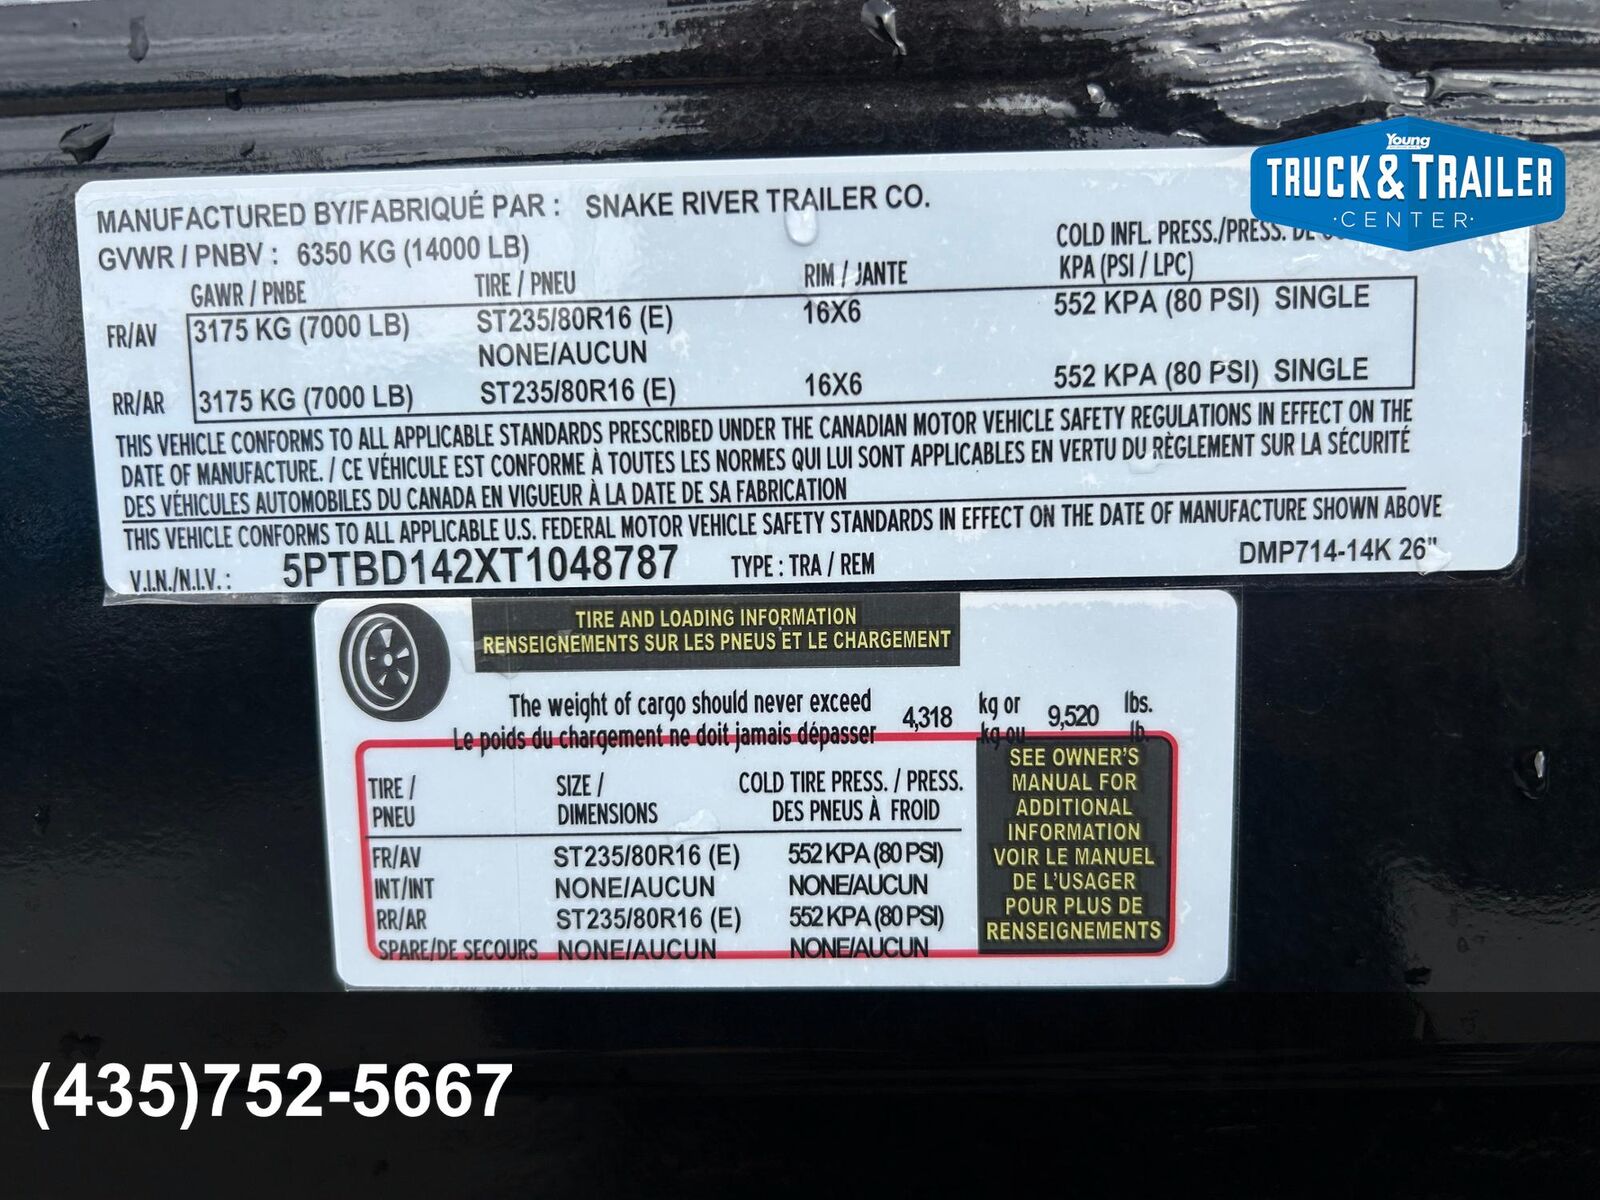 Young
TRUCK & TRAILER
·CENTER·
MANUFACTURED BY/FABRIQUÉ PAR : SNAKE RIVER TRAILER CO.
GVWR / PNBV : 6350 KG (14000 LB)
COLD INFL. PRESS./PRESS. DE
GAWR / PNBE TIRE / PNEU RIM / JANTE KPA (PSI / LPC)
FR/AV 3175 KG (7000 LB) ST235/80R16 (E) 16X6 552 KPA (80 PSI) SINGLE
NONE/AUCUN
RR/AR 3175 KG (7000 LB) ST235/80R16 (E) 16X6 552 KPA (80 PSI) SINGLE
THIS VEHICLE CONFORMS TO ALL APPLICABLE STANDARDS PRESCRIBED UNDER THE CANADIAN MOTOR VEHICLE SAFETY REGULATIONS IN EFFECT ON THE
DATE OF MANUFACTURE. / CE VÉHICULE EST CONFORME À TOUTES LES NORMES QUI LUI SONT APPLICABLES EN VERTU DU RÈGLEMENT SUR LA SÉCURITÉ
DES VÉHICULES AUTOMOBILES DU CANADA EN VIGUEUR À LA DATE DE SA FABRICATION
THIS VEHICLE CONFORMS TO ALL APPLICABLE U.S. FEDERAL MOTOR VEHICLE SAFETY STANDARDS IN EFFECT ON THE DATE OF MANUFACTURE SHOWN ABOVE
V.I.N./N.I.V. : 5PTBD142XT1048787 TYPE : TRA / REM DMP714-14K 26"
TIRE AND LOADING INFORMATION
RENSEIGNEMENTS SUR LES PNEUS ET LE CHARGEMENT
The weight of cargo should never exceed 4,318 kg or 9,520 lbs.
Le poids du chargement ne doit jamais dépasser kg ou lb.
TIRE / SIZE / COLD TIRE PRESS. / PRESS.
PNEU DIMENSIONS DES PNEUS À FROID
FR/AV ST235/80R16 (E) 552 KPA (80 PSI)
INT/INT NONE/AUCUN NONE/AUCUN
RR/AR ST235/80R16 (E) 552 KPA (80 PSI)
SPARE/DE SECOURS NONE/AUCUN NONE/AUCUN
SEE OWNER'S
MANUAL FOR
ADDITIONAL
INFORMATION
VOIR LE MANUEL
DE L'USAGER
POUR PLUS DE
RENSEIGNEMENTS
(435)752-5667